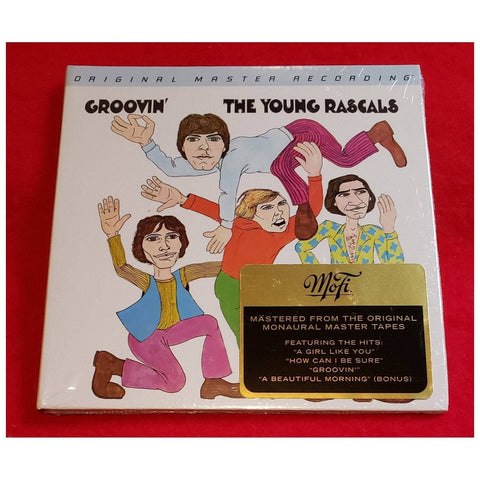 ORIGINAL MASTER RECORDING
GROOVIN' THE YOUNG RASCALS
MoFi
MASTERED FROM THE ORIGINAL
MONAURAL MASTER TAPES
FEATURING THE HITS:
"A GIRL LIKE YOU"
"HOW CAN I BE SURE"
"GROOVIN'"
"A BEAUTIFUL MORNING" (BONUS)